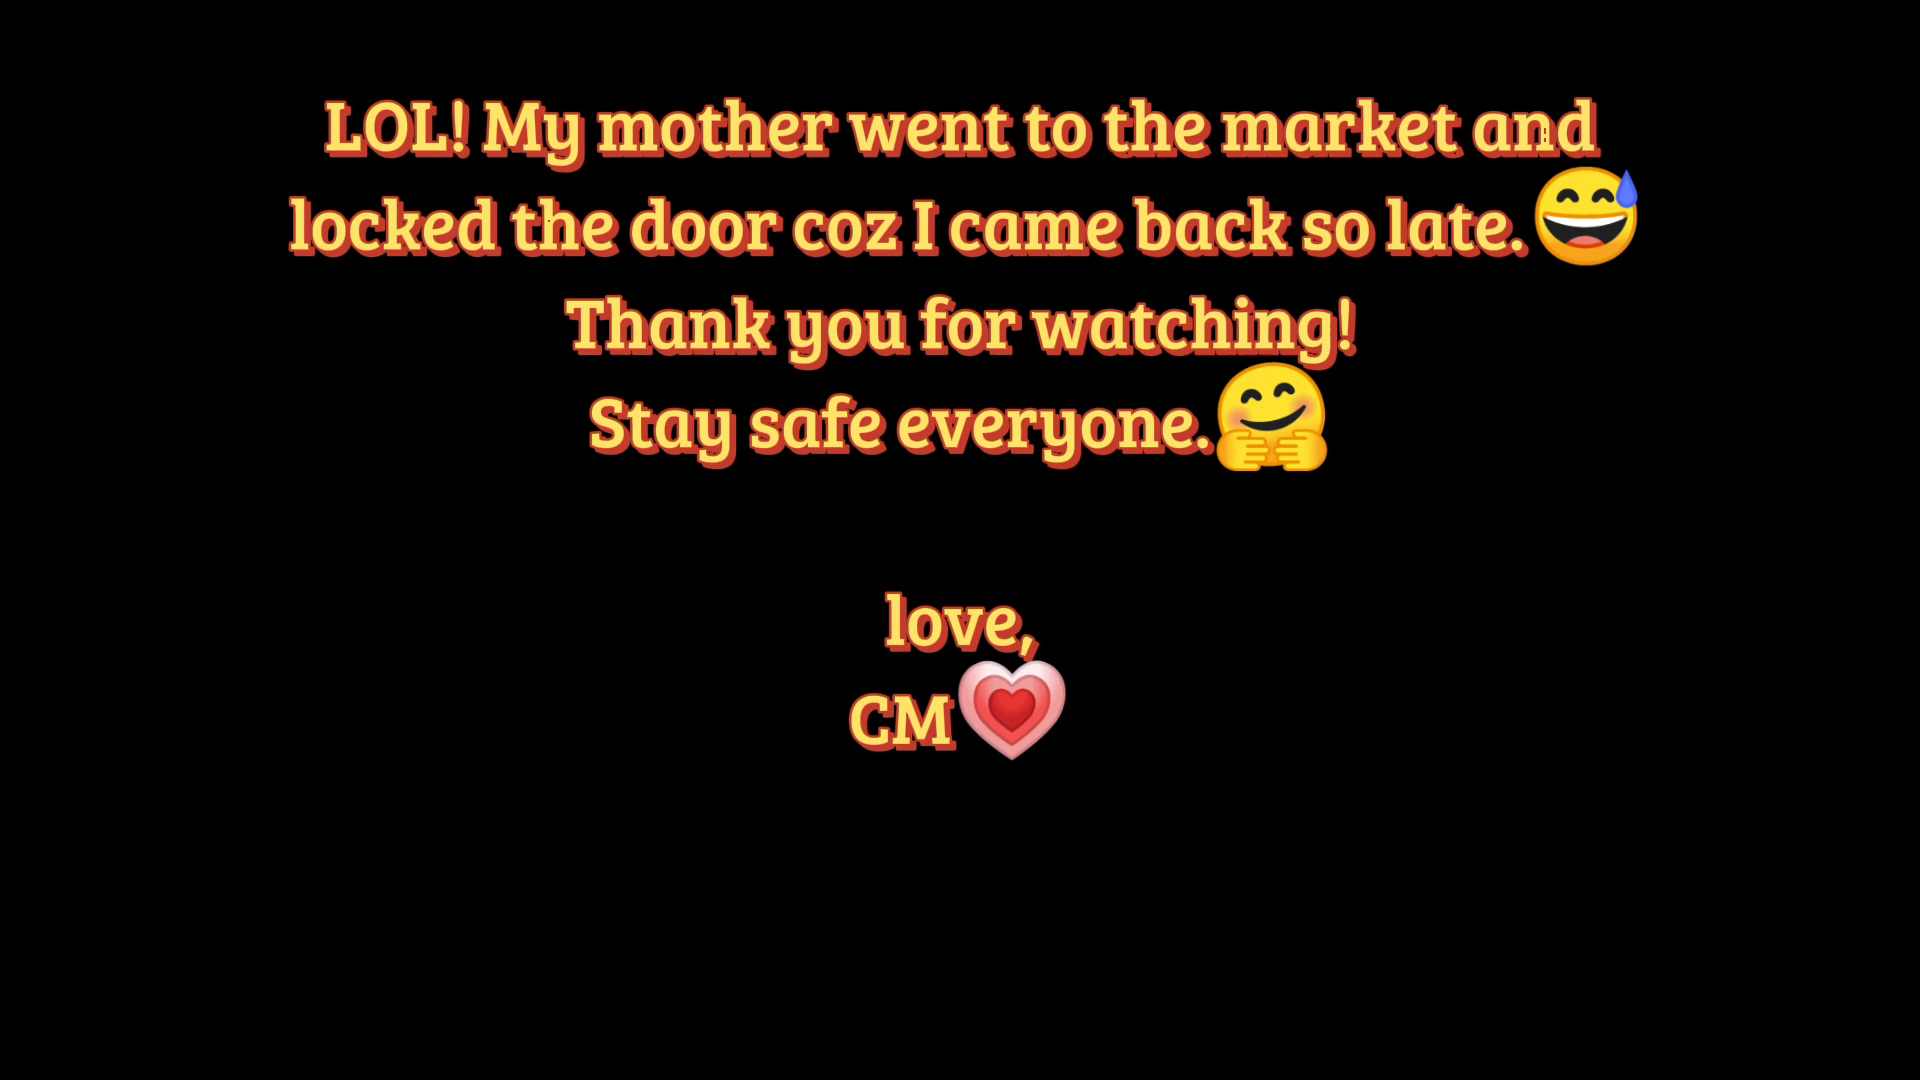 LOL! My mother went to the market and
locked the door coz I came back so late.😅
Thank you for watching!
Stay safe everyone.🤗
love,
CM💗